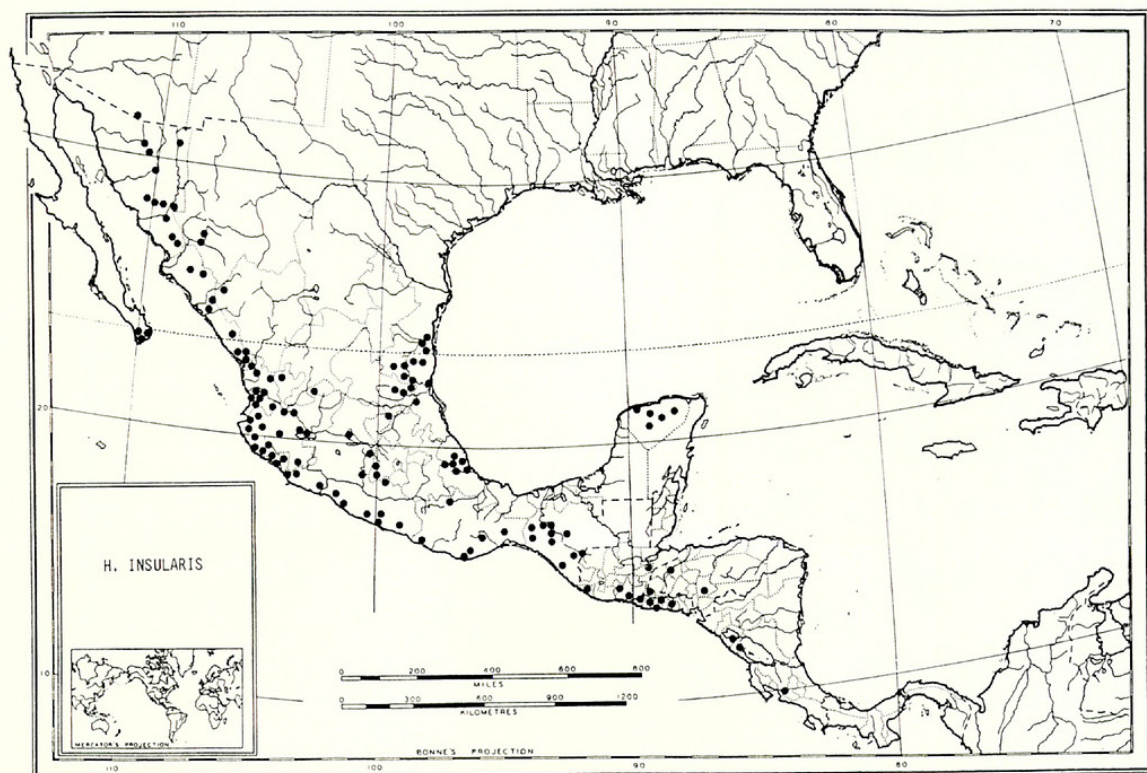 110 100 90 80 70
20
H. INSULARIS
10
0 200 400 600 800
MILES
0 300 600 900 1200
KILOMETRES
MERCATOR'S PROJECTION
BONNE'S PROJECTION
110 100 90 80